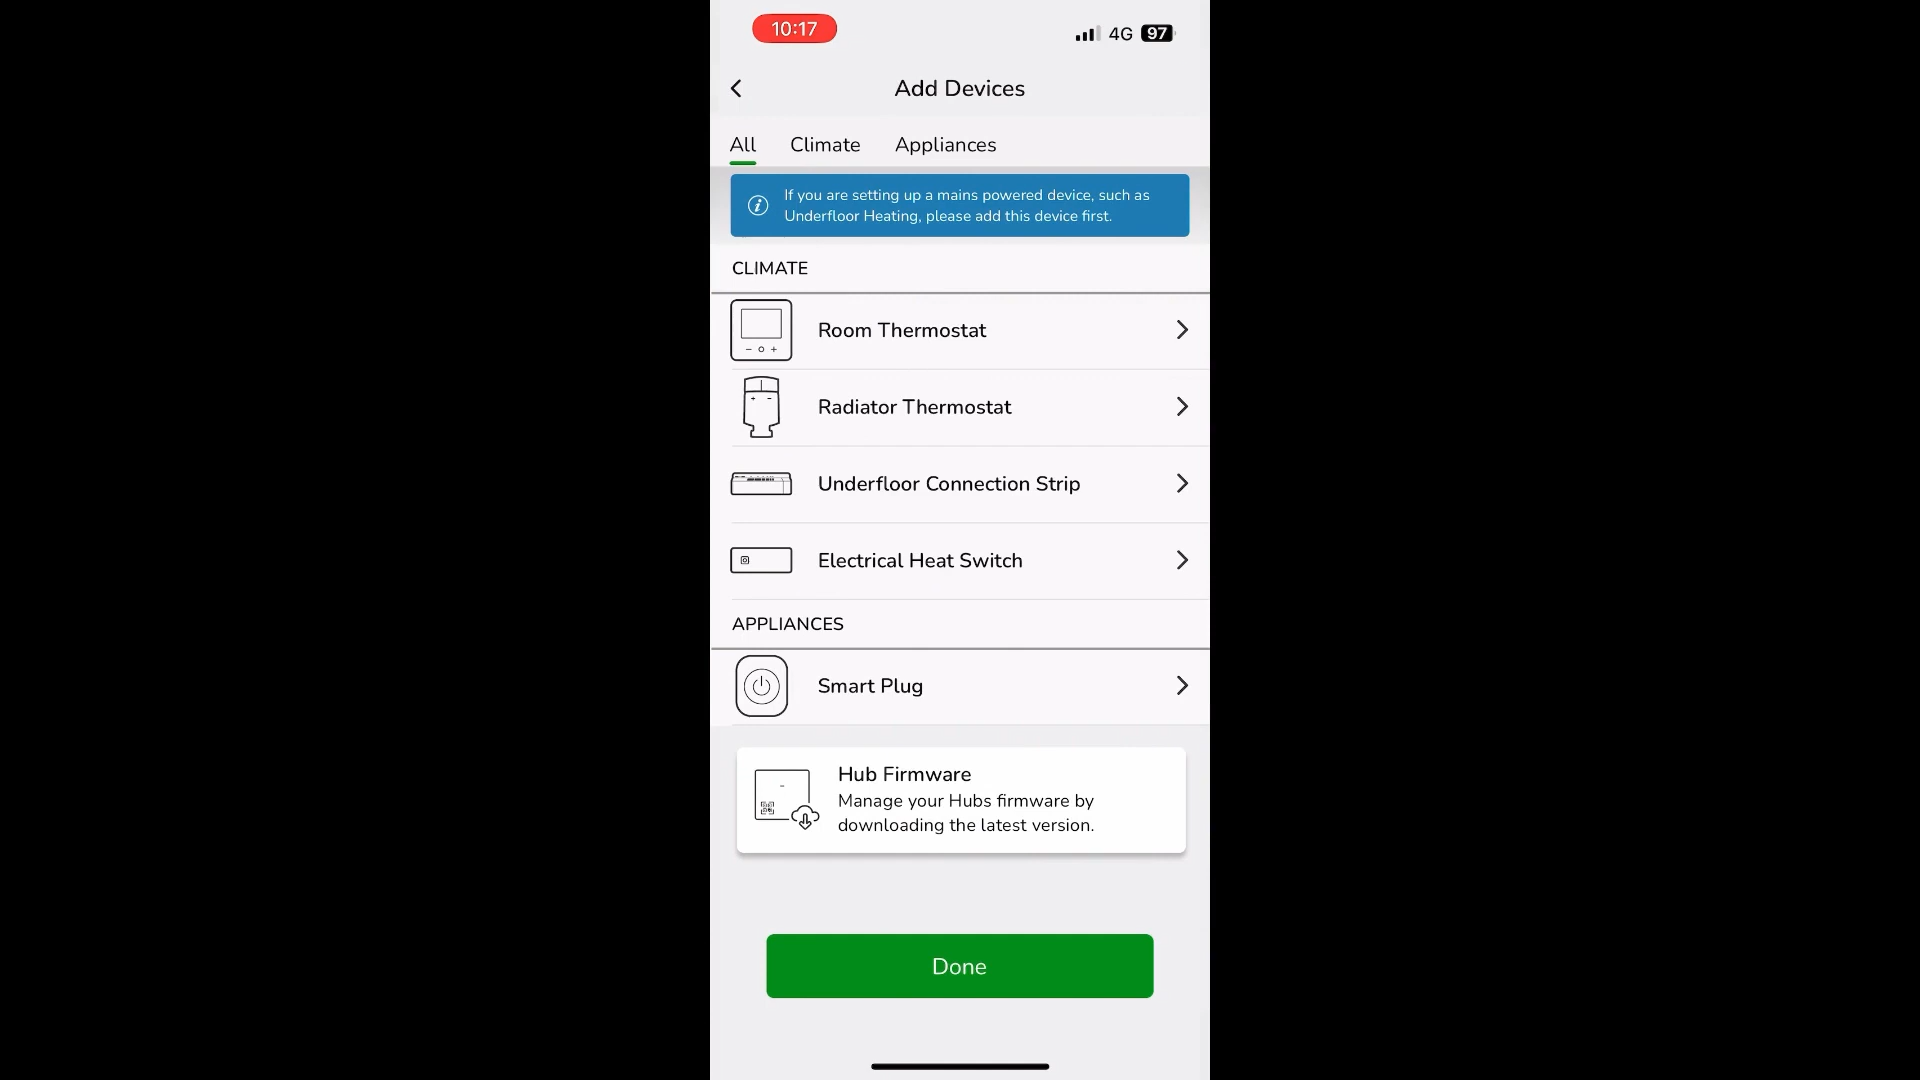 10:17
4G 97
Add Devices
All Climate Appliances
If you are setting up a mains powered device, such as
Underfloor Heating, please add this device first.
CLIMATE
Room Thermostat
Radiator Thermostat
Underfloor Connection Strip
Electrical Heat Switch
APPLIANCES
Smart Plug
Hub Firmware
Manage your Hubs firmware by
downloading the latest version.
Done